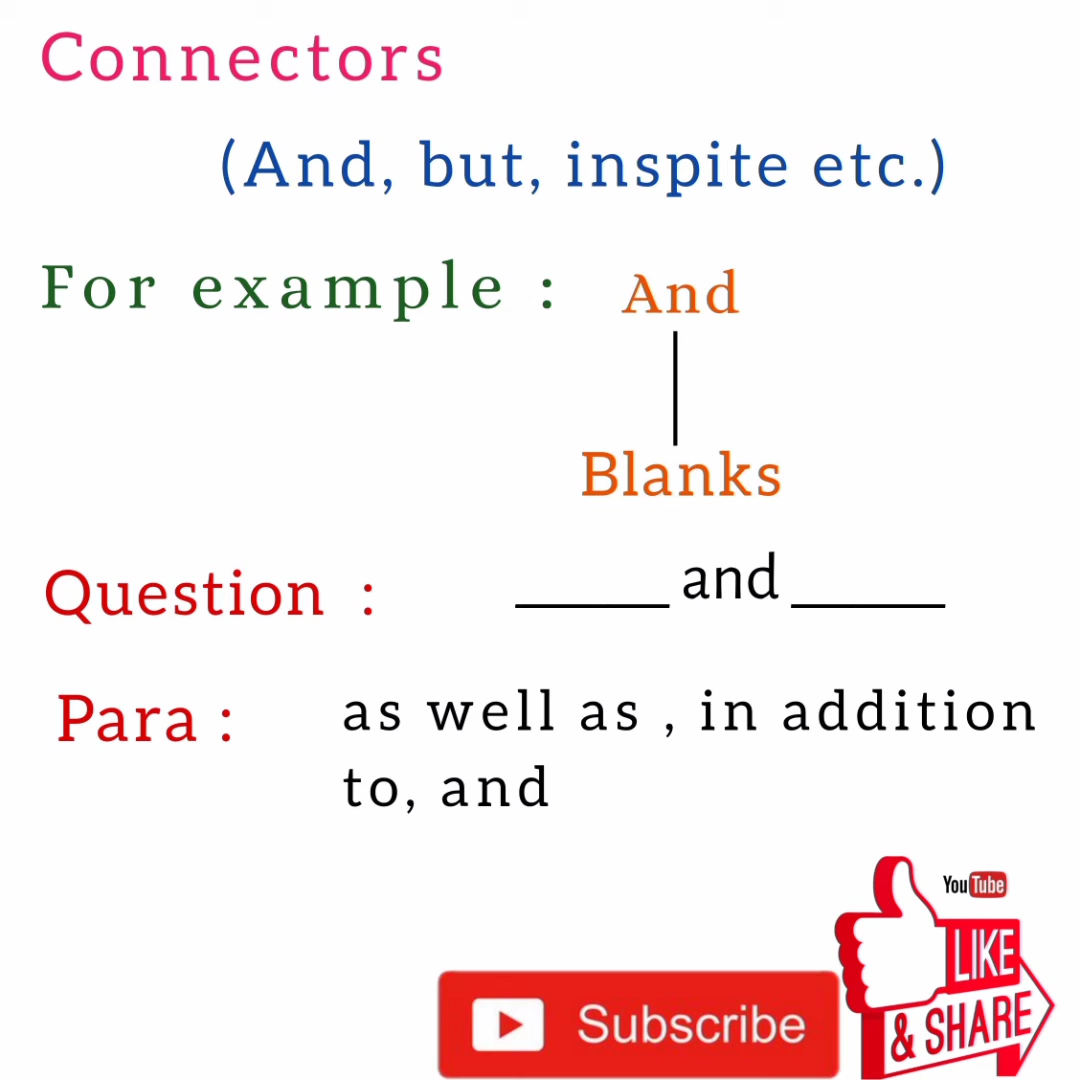 Connectors
(And, but, inspite etc.)
For example : And
Blanks
Question : ______ and ______
Para : as well as , in addition
to, and
YouTube
LIKE
& SHARE
Subscribe